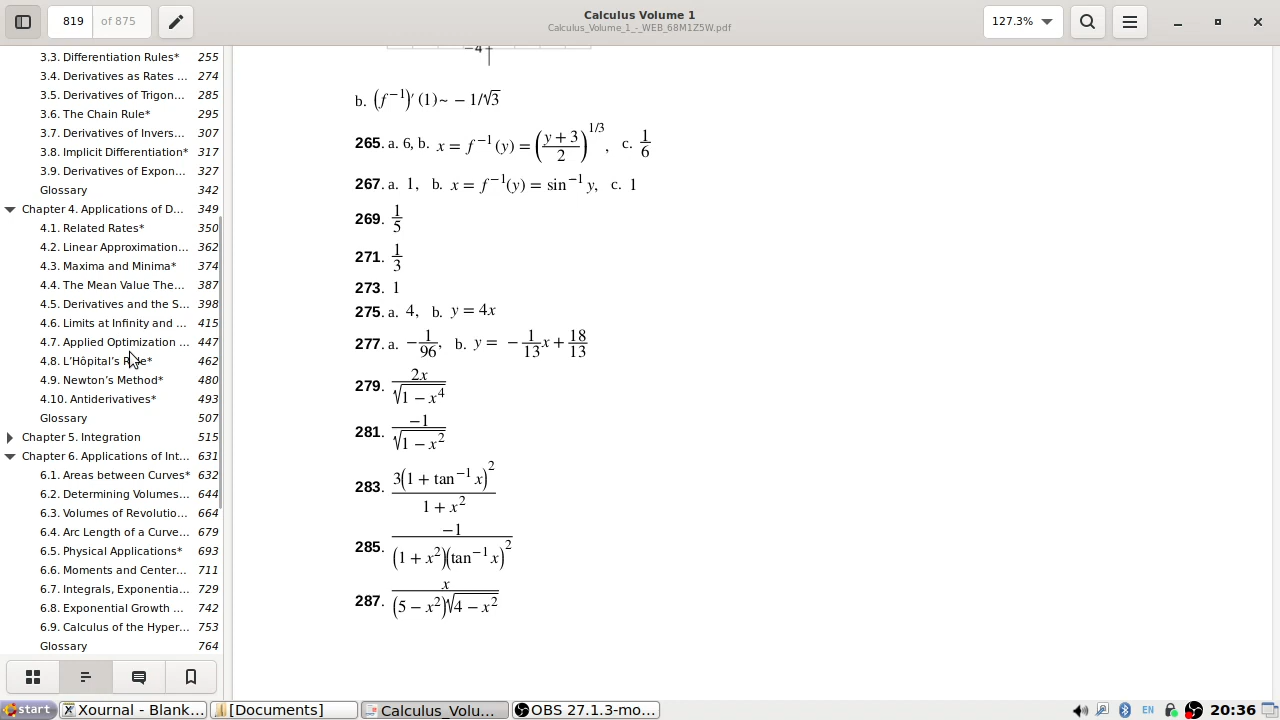 819 of 875
Calculus Volume 1
Calculus_Volume_1_-_WEB_68M1Z5W.pdf
127.3%
3.3. Differentiation Rules* 255
3.4. Derivatives as Rates ... 274
3.5. Derivatives of Trigon... 285
3.6. The Chain Rule* 295
3.7. Derivatives of Invers... 307
3.8. Implicit Differentiation* 317
3.9. Derivatives of Expon... 327
Glossary 342
Chapter 4. Applications of D... 349
4.1. Related Rates* 350
4.2. Linear Approximation... 362
4.3. Maxima and Minima* 374
4.4. The Mean Value The... 387
4.5. Derivatives and the S... 398
4.6. Limits at Infinity and ... 415
4.7. Applied Optimization ... 447
4.8. L'Hôpital's Rule* 462
4.9. Newton's Method* 480
4.10. Antiderivatives* 493
Glossary 507
Chapter 5. Integration 515
Chapter 6. Applications of Int... 631
6.1. Areas between Curves* 632
6.2. Determining Volumes... 644
6.3. Volumes of Revolutio... 664
6.4. Arc Length of a Curve... 679
6.5. Physical Applications* 693
6.6. Moments and Center... 711
6.7. Integrals, Exponentia... 729
6.8. Exponential Growth ... 742
6.9. Calculus of the Hyper... 753
Glossary 764
−4
b. (f⁻¹)′ (1) ~ − 1/√3
265. a. 6, b. x = f⁻¹(y) = ((y + 3)/2)^(1/3), c. 1/6
267. a. 1, b. x = f⁻¹(y) = sin⁻¹ y, c. 1
269. 1/5
271. 1/3
273. 1
275. a. 4, b. y = 4x
277. a. −1/96, b. y = −1/13 x + 18/13
279. 2x/√(1 − x⁴)
281. −1/√(1 − x²)
283. 3(1 + tan⁻¹ x)²/(1 + x²)
285. −1/((1 + x²)(tan⁻¹ x)²)
287. x/((5 − x²)√(4 − x²))
start Xournal - Blank... [Documents] Calculus_Volu... OBS 27.1.3-mo... EN 20:36